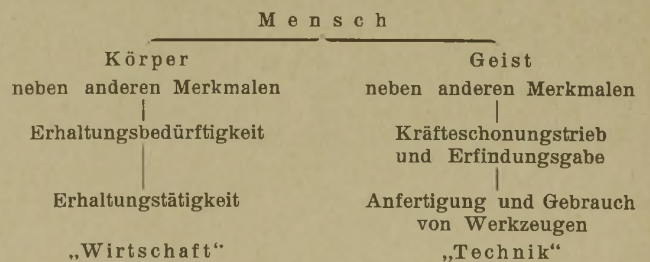 Mensch
Körper
neben anderen Merkmalen
Erhaltungsbedürftigkeit
Erhaltungstätigkeit
„Wirtschaft“
Geist
neben anderen Merkmalen
Kräfteschonungstrieb
und Erfindungsgabe
Anfertigung und Gebrauch
von Werkzeugen
„Technik“